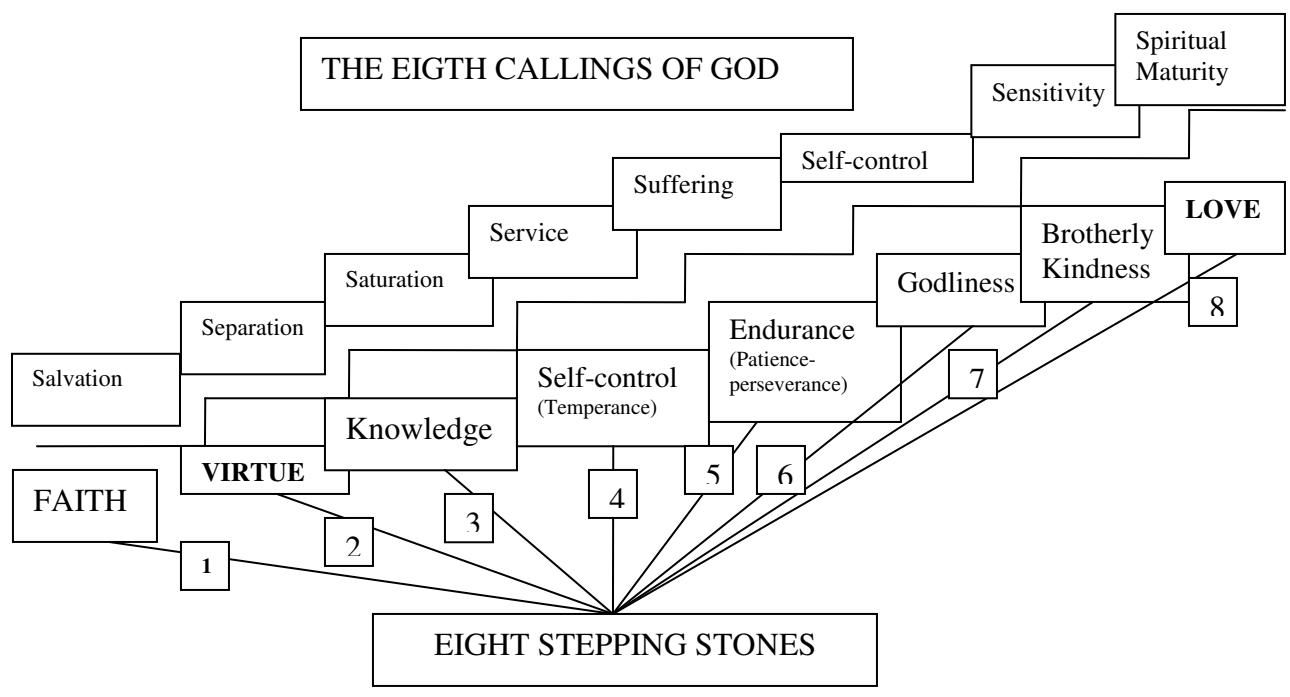 THE EIGTH CALLINGS OF GOD
Salvation
Separation
Saturation
Service
Suffering
Self-control
Sensitivity
Spiritual
Maturity
FAITH
VIRTUE
Knowledge
Self-control
(Temperance)
Endurance
(Patience-
perseverance)
Godliness
Brotherly
Kindness
LOVE
1
2
3
4
5
6
7
8
EIGHT STEPPING STONES